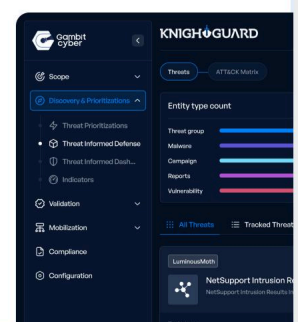 Gambit
cyber
KNIGHTGUARD
Scope
Threats
ATT&CK Matrix
Discovery & Prioritizations
Entity type count
Threat Prioritizations
Threat group
Threat Informed Defense
Malware
Campaign
Threat Informed Dash...
Reports
Indicators
Vulnerability
Validation
All Threats
Tracked Threat
Mobilization
LuminousMoth
Compliance
NetSupport Intrusion Re
NetSupport Intrusion Results In
Configuration